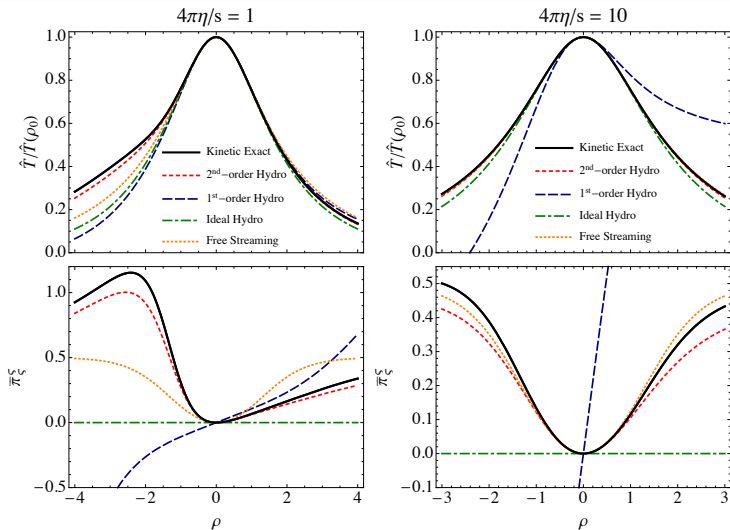 4πη/s = 1
4πη/s = 10
T̂/T̂(ρ₀)
1.0
0.8
0.6
0.4
0.2
0.0
Kinetic Exact
2ⁿᵈ−order Hydro
1ˢᵗ−order Hydro
Ideal Hydro
Free Streaming
T̂/T̂(ρ₀)
1.0
0.8
0.6
0.4
0.2
0.0
Kinetic Exact
2ⁿᵈ−order Hydro
1ˢᵗ−order Hydro
Ideal Hydro
Free Streaming
π̄ξξ
1.0
0.5
0.0
−0.5
−4 −2 0 2 4
ρ
π̄ξξ
0.5
0.4
0.3
0.2
0.1
0.0
−0.1
−3 −2 −1 0 1 2 3
ρ